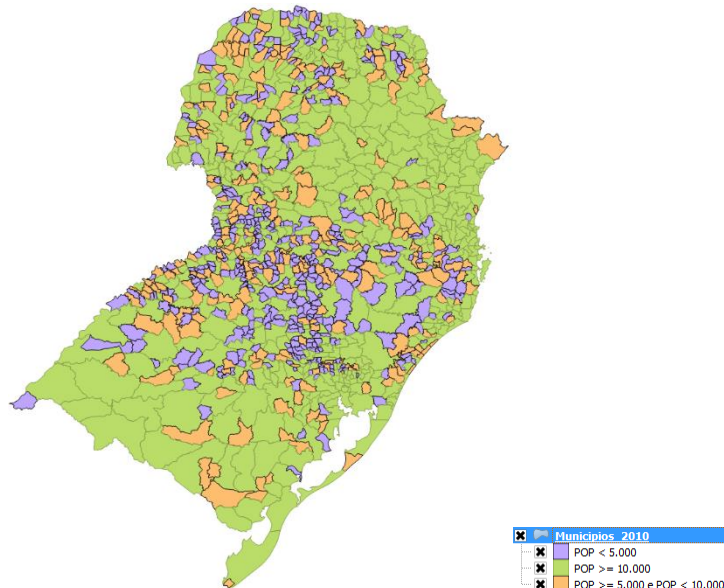 Municipios_2010
POP < 5.000
POP >= 10.000
POP >= 5.000 e POP < 10.000